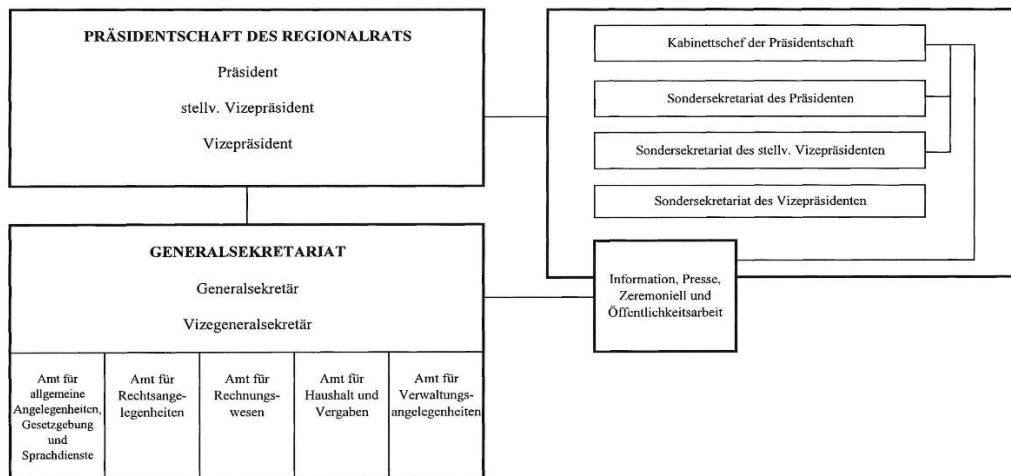 PRÄSIDENTSCHAFT DES REGIONALRATS
Präsident
stellv. Vizepräsident
Vizepräsident
Kabinettschef der Präsidentschaft
Sondersekretariat des Präsidenten
Sondersekretariat des stellv. Vizepräsidenten
Sondersekretariat des Vizepräsidenten
GENERALSEKRETARIAT
Generalsekretär
Vizegeneralsekretär
Information, Presse,
Zeremoniell und
Öffentlichkeitsarbeit
Amt für
allgemeine
Angelegenheiten,
Gesetzgebung
und
Sprachdienste
Amt für
Rechtsange-
legenheiten
Amt für
Rechnungs-
wesen
Amt für
Haushalt und
Vergaben
Amt für
Verwaltungs-
angelegenheiten